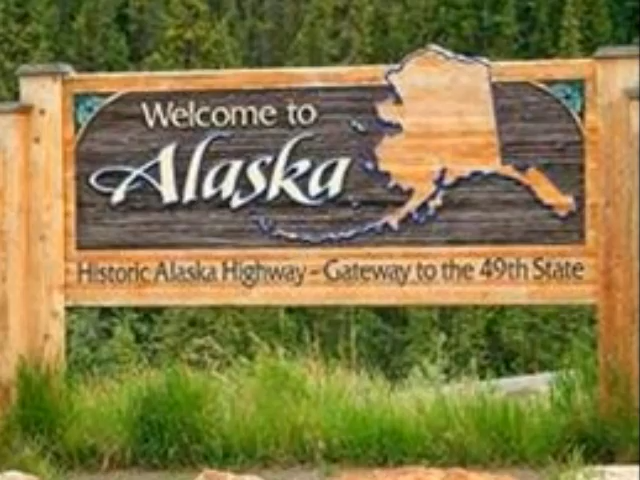 Welcome to
Alaska
Historic Alaska Highway - Gateway to the 49th State